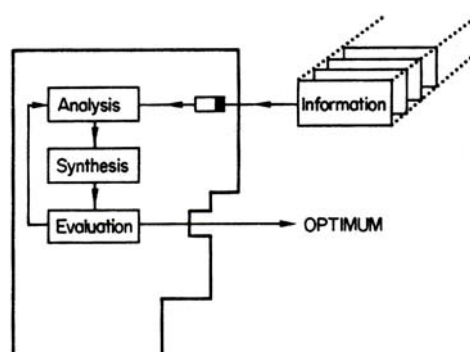 Analysis
Information
Synthesis
Evaluation
OPTIMUM